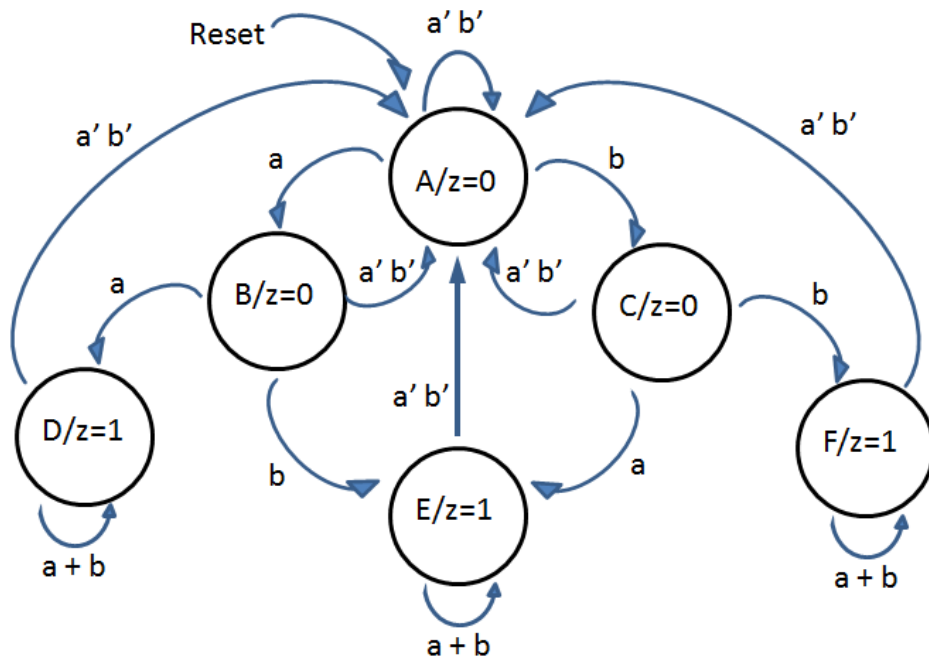 Reset
a’ b’
a’ b’
a’ b’
a
b
A/z=0
a
B/z=0
a’ b’
a’ b’
C/z=0
b
D/z=1
a’ b’
F/z=1
b
a
E/z=1
a + b
a + b
a + b